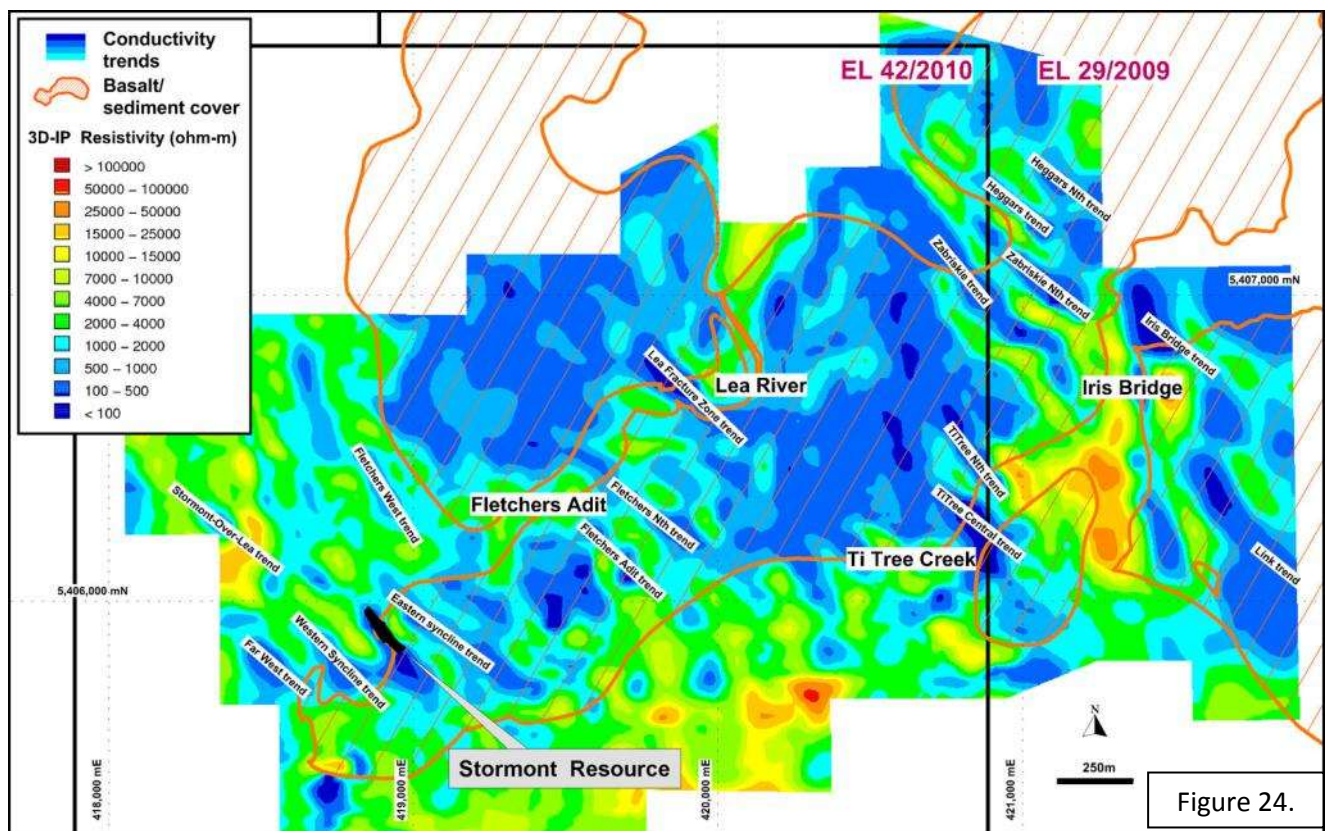 Conductivity
trends
Basalt/
sediment cover
3D-IP Resistivity (ohm-m)
> 100000
50000 – 100000
25000 – 50000
15000 – 25000
10000 – 15000
7000 – 10000
4000 – 7000
2000 – 4000
1000 – 2000
500 – 1000
100 – 500
< 100
EL 42/2010
EL 29/2009
Heggars Nth trend
Heggars trend
Zabriskie trend
Zabriskie Nth trend
5,407,000 mN
Iris Bridge trend
Lea Fracture Zone trend
Lea River
Iris Bridge
Fletchers West trend
TiTree Nth trend
Fletchers Adit
Stormont-Over-Lea trend
Fletchers Nth trend
TiTree Central trend
Fletchers Adit trend
Ti Tree Creek
Link trend
5,406,000 mN
Eastern syncline trend
Western Syncline trend
Far West trend
Stormont Resource
N
250m
418,000 mE
419,000 mE
420,000 mE
421,000 mE
Figure 24.